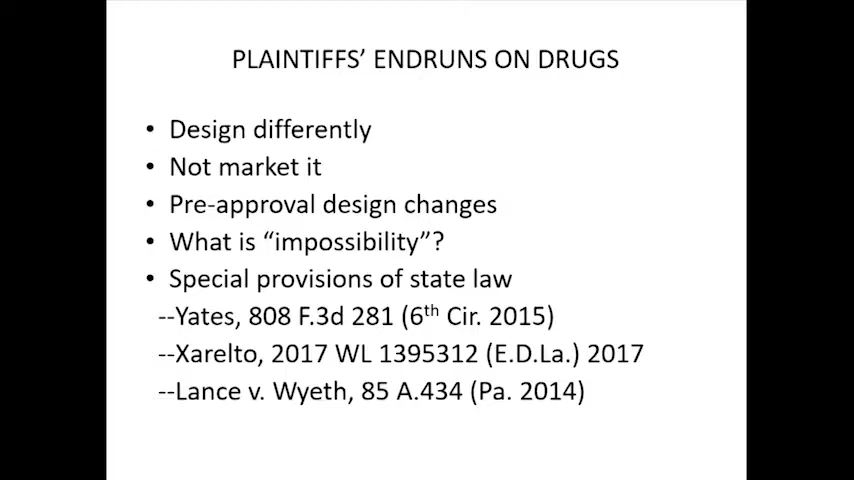 PLAINTIFFS’ ENDRUNS ON DRUGS
• Design differently
• Not market it
• Pre-approval design changes
• What is “impossibility”?
• Special provisions of state law
--Yates, 808 F.3d 281 (6th Cir. 2015)
--Xarelto, 2017 WL 1395312 (E.D.La.) 2017
--Lance v. Wyeth, 85 A.434 (Pa. 2014)